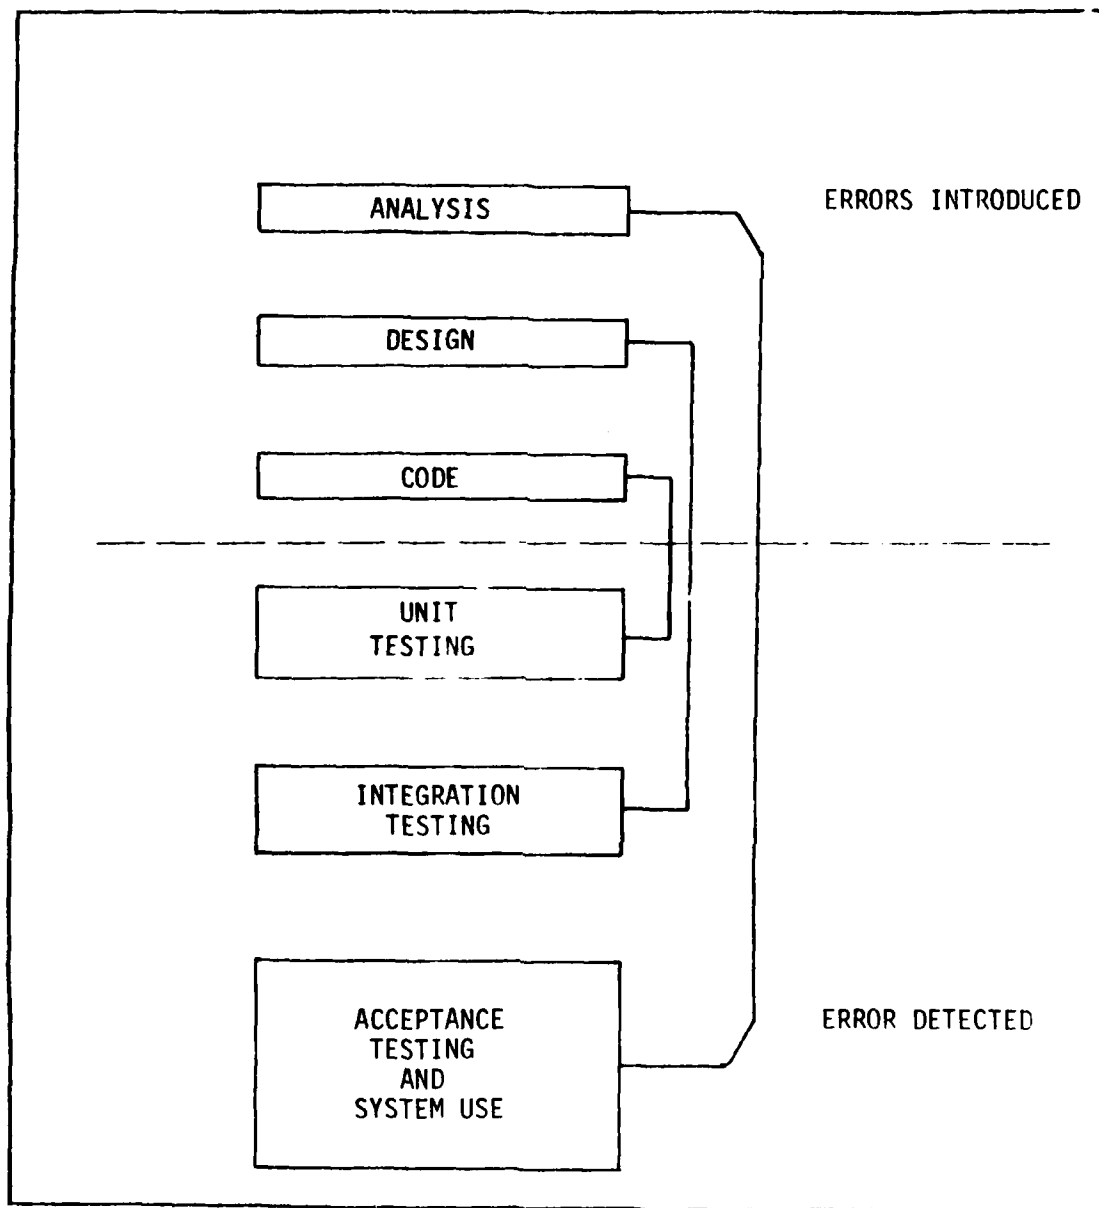 ANALYSIS
ERRORS INTRODUCED
DESIGN
CODE
UNIT
TESTING
INTEGRATION
TESTING
ACCEPTANCE
TESTING
AND
SYSTEM USE
ERROR DETECTED